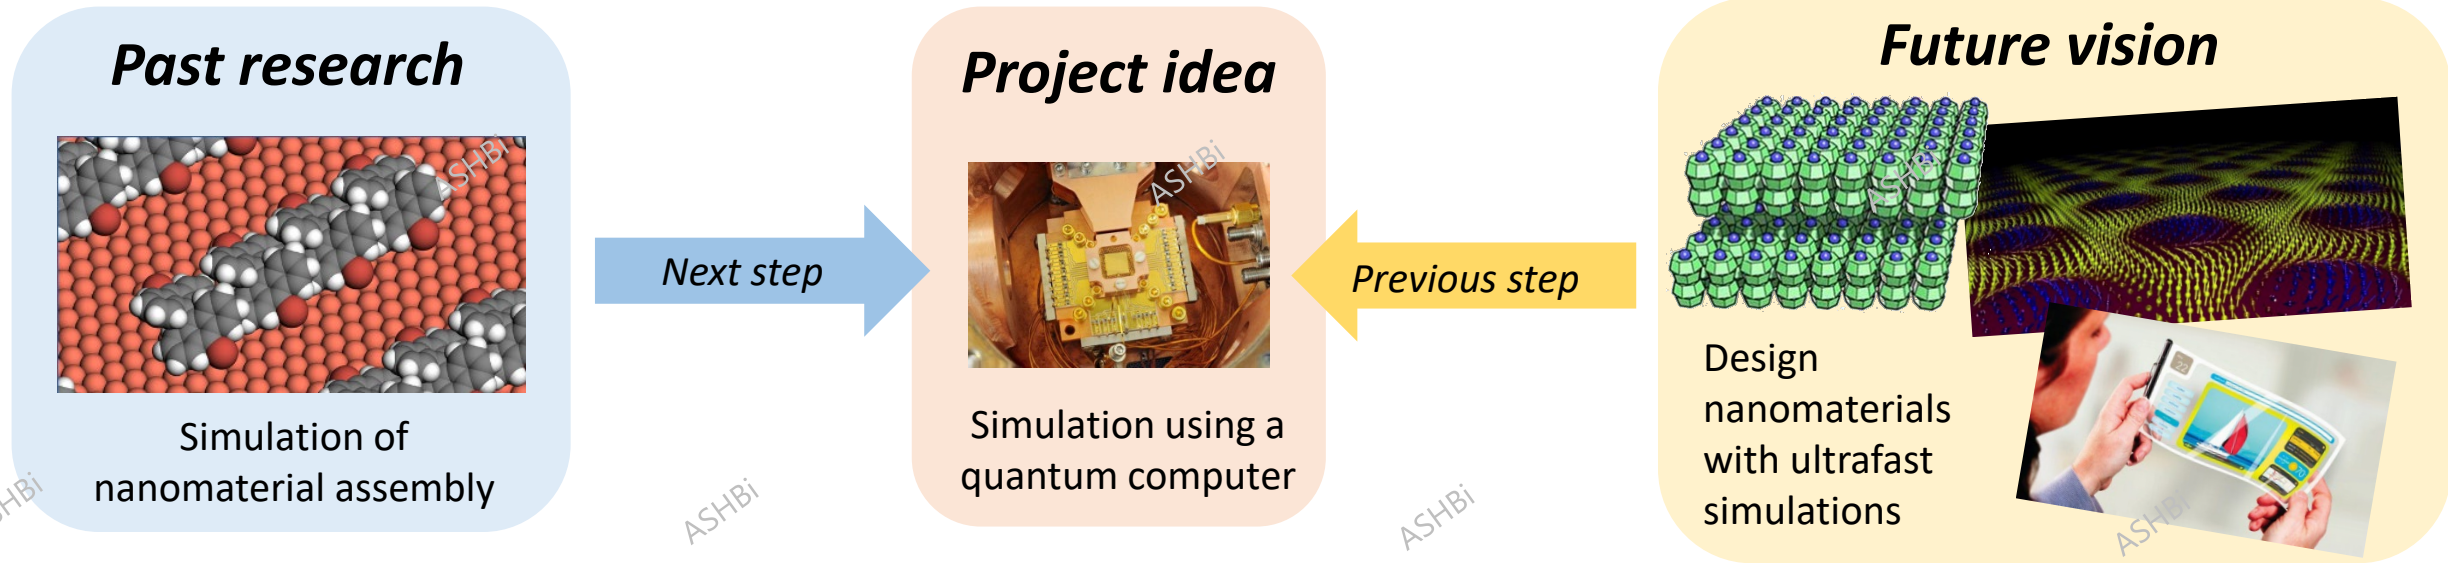 Past research
Simulation of
nanomaterial assembly
Next step
Project idea
Simulation using a
quantum computer
Previous step
Future vision
Design
nanomaterials
with ultrafast
simulations
ASHBi
ASHBi
ASHBi
HBi
ASHBi
ASHBi
ASHBi